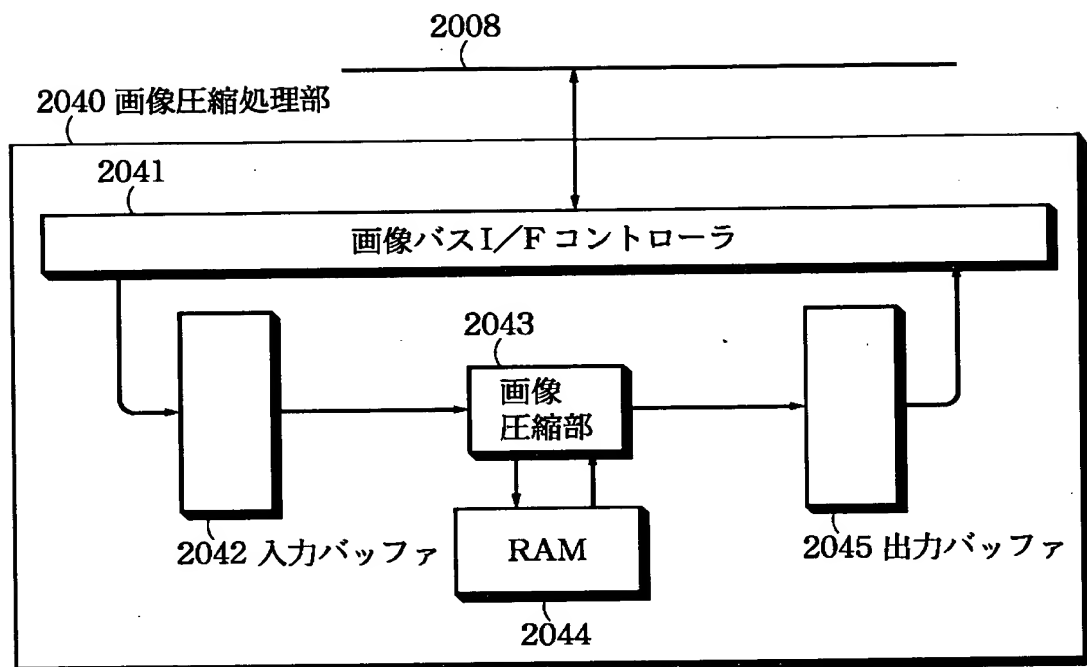 2008
2040 画像圧縮処理部
2041
画像バスI／Fコントローラ
2043
画像
圧縮部
2042 入力バッファ
RAM
2045 出力バッファ
2044